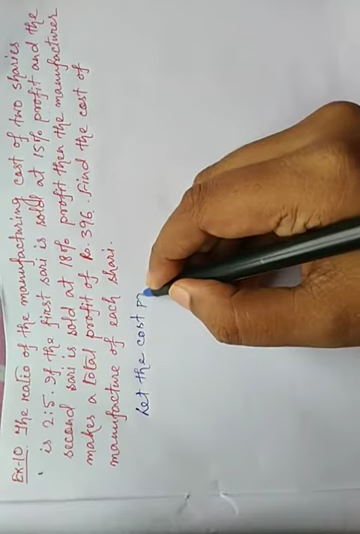 Ex-10 The ratio of the manufacturing cost of two sharies
is 2:5. If the first sari is sold at 15% profit and the
second sari is sold at 18% profit then the manufacturer
makes a total profit of Rs. 396. Find the cost of
manufacture of each shari.
Let the cost